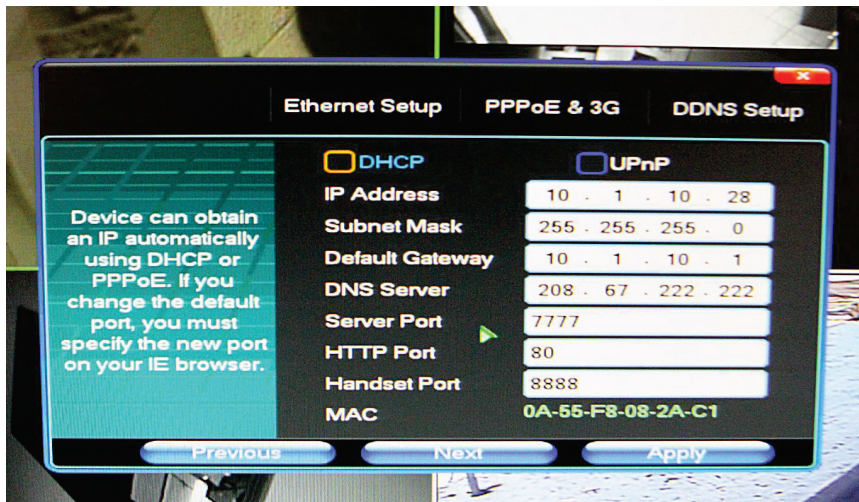 Ethernet Setup PPPoE & 3G DDNS Setup
DHCP UPnP
Device can obtain
an IP automatically
using DHCP or
PPPoE. If you
change the default
port, you must
specify the new port
on your IE browser.
IP Address 10 . 1 . 10 . 28
Subnet Mask 255 . 255 . 255 . 0
Default Gateway 10 . 1 . 10 . 1
DNS Server 208 . 67 . 222 . 222
Server Port 7777
HTTP Port 80
Handset Port 8888
MAC 0A-55-F8-08-2A-C1
Previous Next Apply